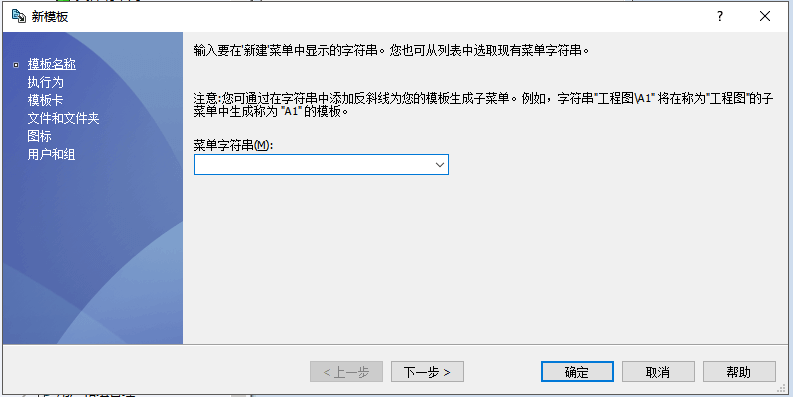 新模板
?
模板名称
执行为
模板卡
文件和文件夹
图标
用户和组
输入要在'新建'菜单中显示的字符串。您也可从列表中选取现有菜单字符串。
注意:您可通过在字符串中添加反斜线为您的模板生成子菜单。例如，字符串"工程图\A1" 将在称为"工程图"的子
菜单中生成称为 "A1" 的模板。
菜单字符串(M):
< 上一步
下一步 >
确定
取消
帮助